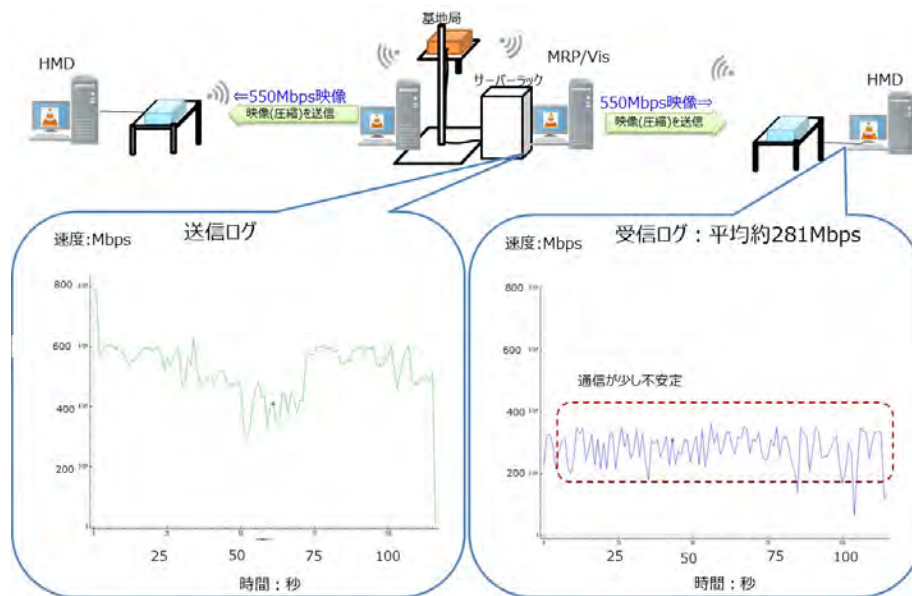 基地局
HMD
MRP/Vis
サーバーラック
HMD
⇐550Mbps映像
映像(圧縮)を送信
550Mbps映像⇒
映像(圧縮)を送信
送信ログ
速度:Mbps
800
600
400
200
25
50
75
100
時間：秒
受信ログ：平均約281Mbps
速度:Mbps
800
600
通信が少し不安定
400
200
25
50
75
100
時間：秒